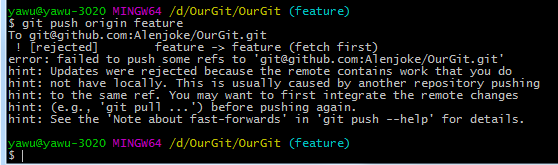 yawu@yawu-3020 MINGW64 /d/OurGit/OurGit (feature)
$ git push origin feature
To git@github.com:Alenjoke/OurGit.git
 ! [rejected]        feature -> feature (fetch first)
error: failed to push some refs to 'git@github.com:Alenjoke/OurGit.git'
hint: Updates were rejected because the remote contains work that you do
hint: not have locally. This is usually caused by another repository pushing
hint: to the same ref. You may want to first integrate the remote changes
hint: (e.g., 'git pull ...') before pushing again.
hint: See the 'Note about fast-forwards' in 'git push --help' for details.
yawu@yawu-3020 MINGW64 /d/OurGit/OurGit (feature)
$